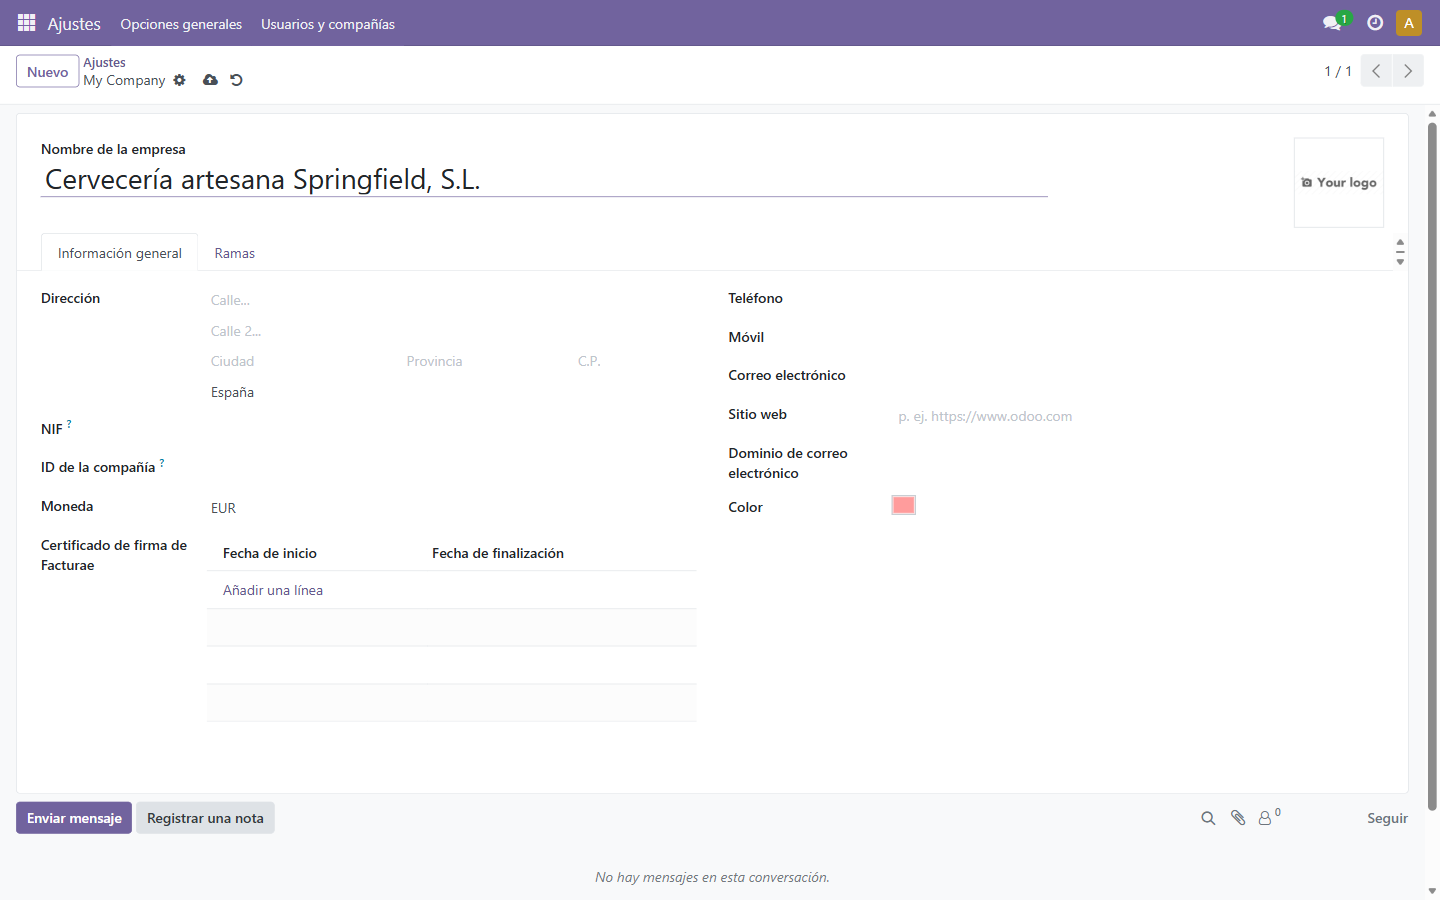 Ajustes Opciones generales Usuarios y compañías 1 A
Nuevo Ajustes
My Company 1 / 1
Nombre de la empresa
Cervecería artesana Springfield, S.L.
Your logo
Información general Ramas
Dirección Calle... Teléfono
Calle 2... Móvil
Ciudad Provincia C.P.
Correo electrónico
España
Sitio web p. ej. https://www.odoo.com
NIF ?
Dominio de correo electrónico
ID de la compañía ?
Moneda EUR Color
Certificado de firma de Facturae
Fecha de inicio Fecha de finalización
Añadir una línea
Enviar mensaje Registrar una nota 0 Seguir
No hay mensajes en esta conversación.